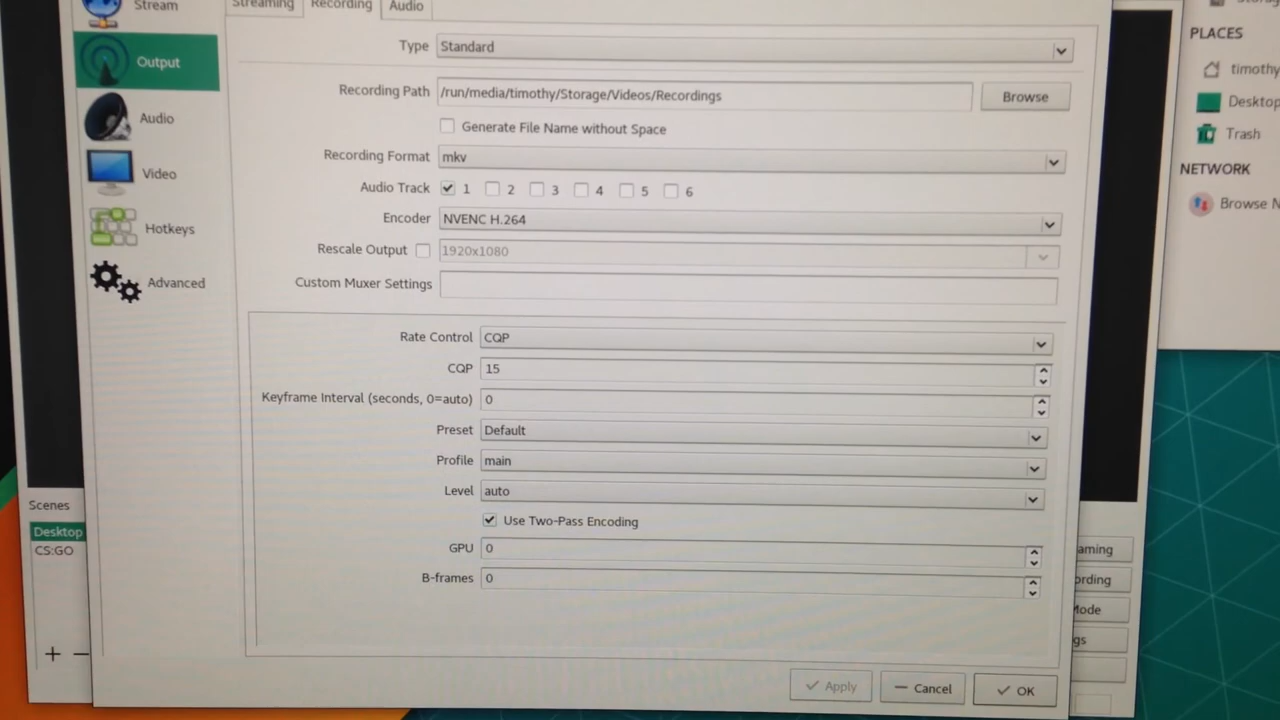 Stream
Streaming
Recording
Audio
Output
Audio
Video
Hotkeys
Advanced
Type Standard
Recording Path /run/media/timothy/Storage/Videos/Recordings Browse
Generate File Name without Space
Recording Format mkv
Audio Track 1 2 3 4 5 6
Encoder NVENC H.264
Rescale Output 1920x1080
Custom Muxer Settings
Rate Control CQP
CQP 15
Keyframe Interval (seconds, 0=auto) 0
Preset Default
Profile main
Level auto
Use Two-Pass Encoding
GPU 0
B-frames 0
Apply Cancel OK
Scenes
Desktop
CS:GO
aming
ording
Mode
gs
PLACES
timothy
Desktop
Trash
NETWORK
Browse N